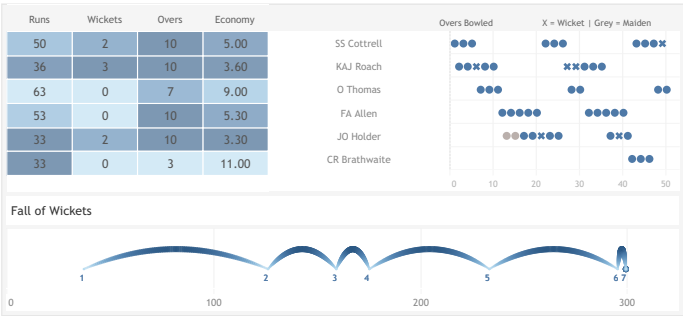 Runs Wickets Overs Economy Overs Bowled X = Wicket | Grey = Maiden
50 2 10 5.00 SS Cottrell
36 3 10 3.60 KAJ Roach
63 0 7 9.00 O Thomas
53 0 10 5.30 FA Allen
33 2 10 3.30 JO Holder
33 0 3 11.00 CR Brathwaite
0 10 20 30 40 50
Fall of Wickets
1 2 3 4 5 6 7
0 100 200 300